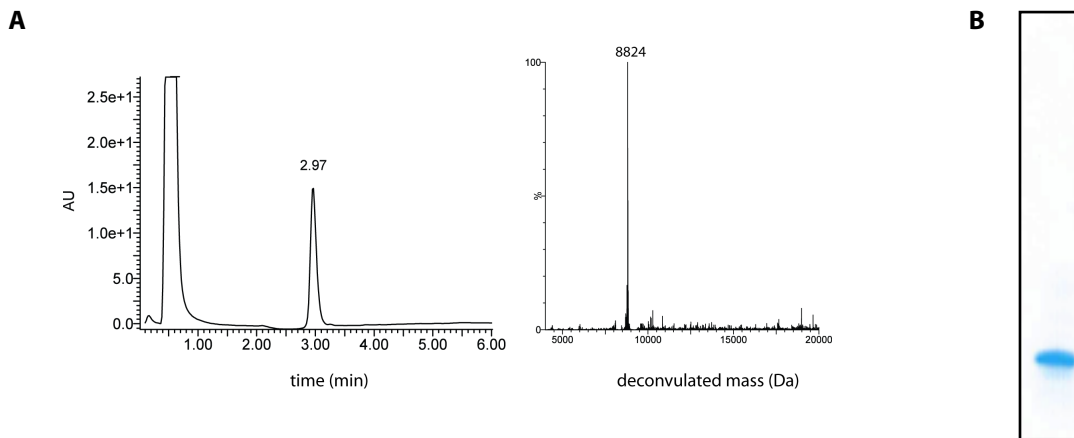 A
B
8824
100
2.5e+1
2.0e+1
2.97
1.5e+1
AU
%
1.0e+1
5.0
0.0
0
1.00 2.00 3.00 4.00 5.00 6.00
5000 10000 15000 20000
time (min)
deconvulated mass (Da)